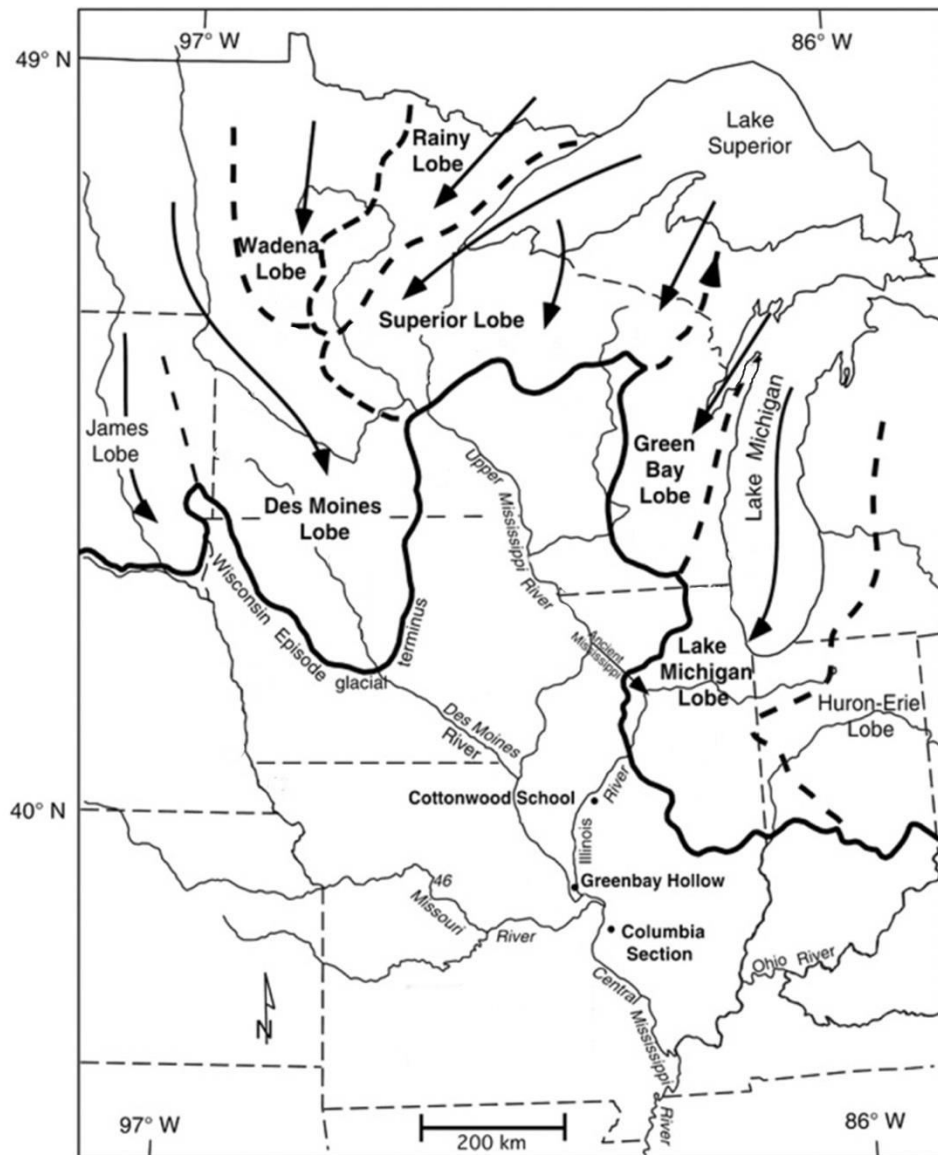 97° W
86° W
49° N
Rainy
Lobe
Lake
Superior
Wadena
Lobe
Superior Lobe
James
Lobe
Lake Michigan
Green
Bay
Lobe
Upper Mississippi River
Des Moines
Lobe
Wisconsin Episode
glacial
terminus
Ancient
Mississippi
Lake
Michigan
Lobe
Huron-Erie
Lobe
Des Moines
River
40° N
Cottonwood School
Illinois River
Greenbay Hollow
46
Missouri River
Columbia
Section
Ohio River
Central Mississippi River
N
97° W
200 km
86° W